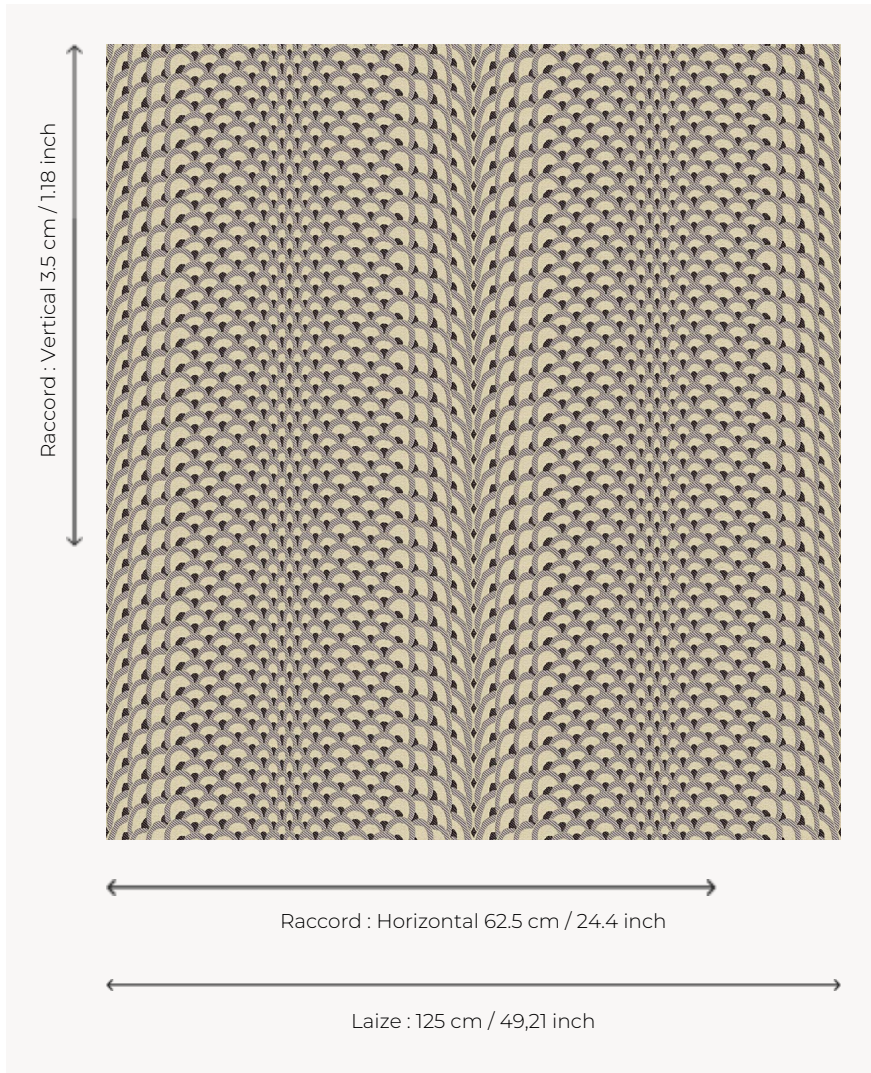 Raccord : Vertical 3.5 cm / 1.18 inch
Raccord : Horizontal 62.5 cm / 24.4 inch
Laize : 125 cm / 49,21 inch